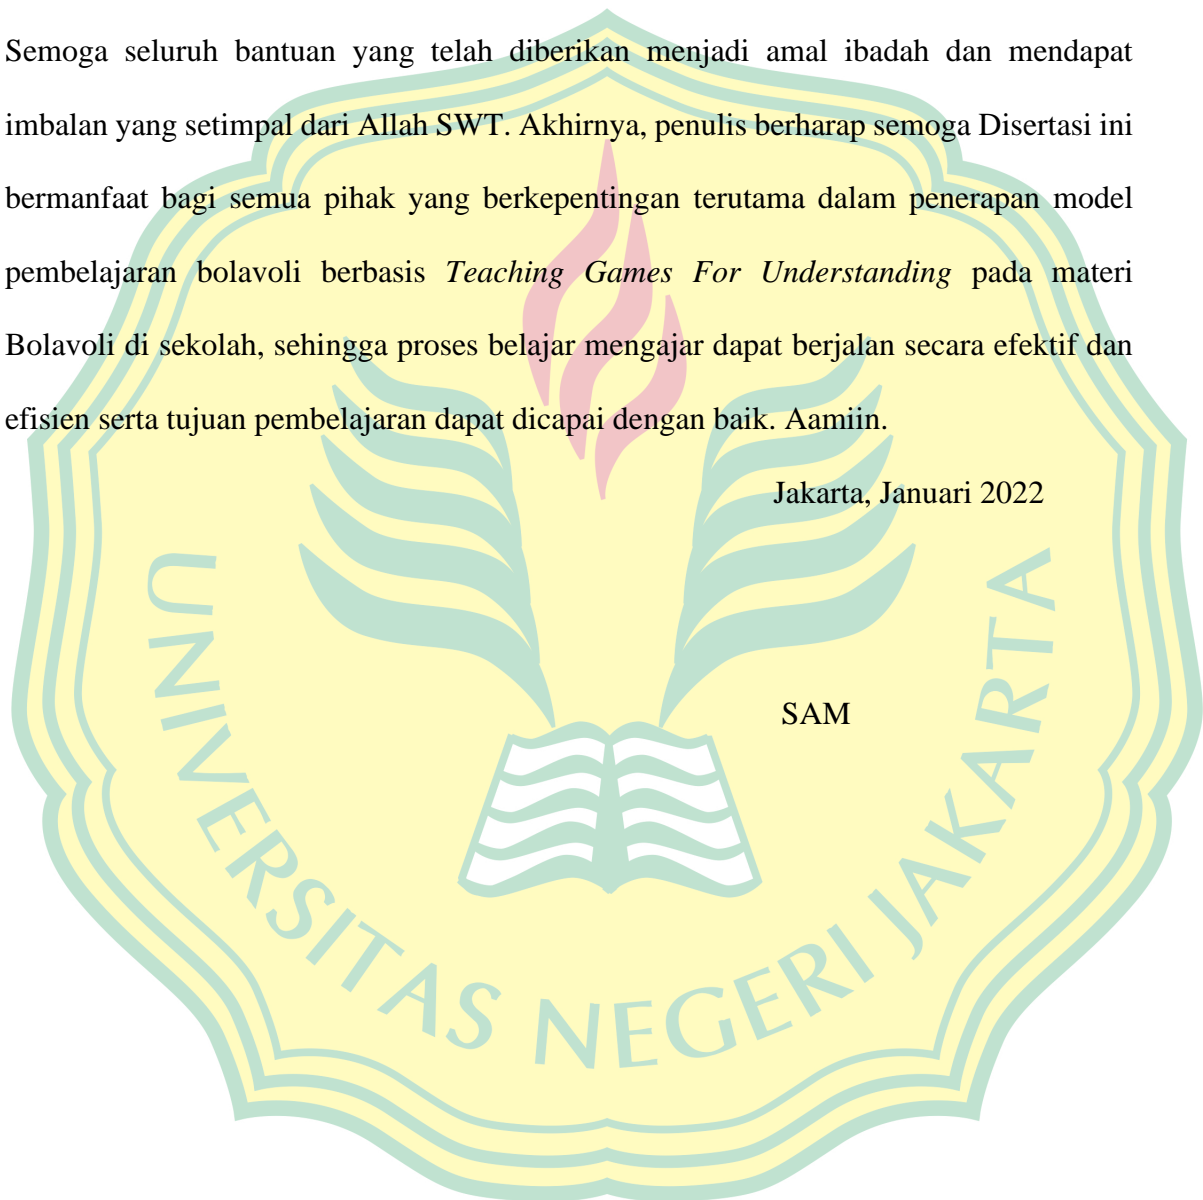 Semoga seluruh bantuan yang telah diberikan menjadi amal ibadah dan mendapat
imbalan yang setimpal dari Allah SWT. Akhirnya, penulis berharap semoga Disertasi ini
bermanfaat bagi semua pihak yang berkepentingan terutama dalam penerapan model
pembelajaran bolavoli berbasis Teaching Games For Understanding pada materi
Bolavoli di sekolah, sehingga proses belajar mengajar dapat berjalan secara efektif dan
efisien serta tujuan pembelajaran dapat dicapai dengan baik. Aamiin.
Jakarta, Januari 2022
SAM
UNIVERSITAS NEGERI JAKARTA